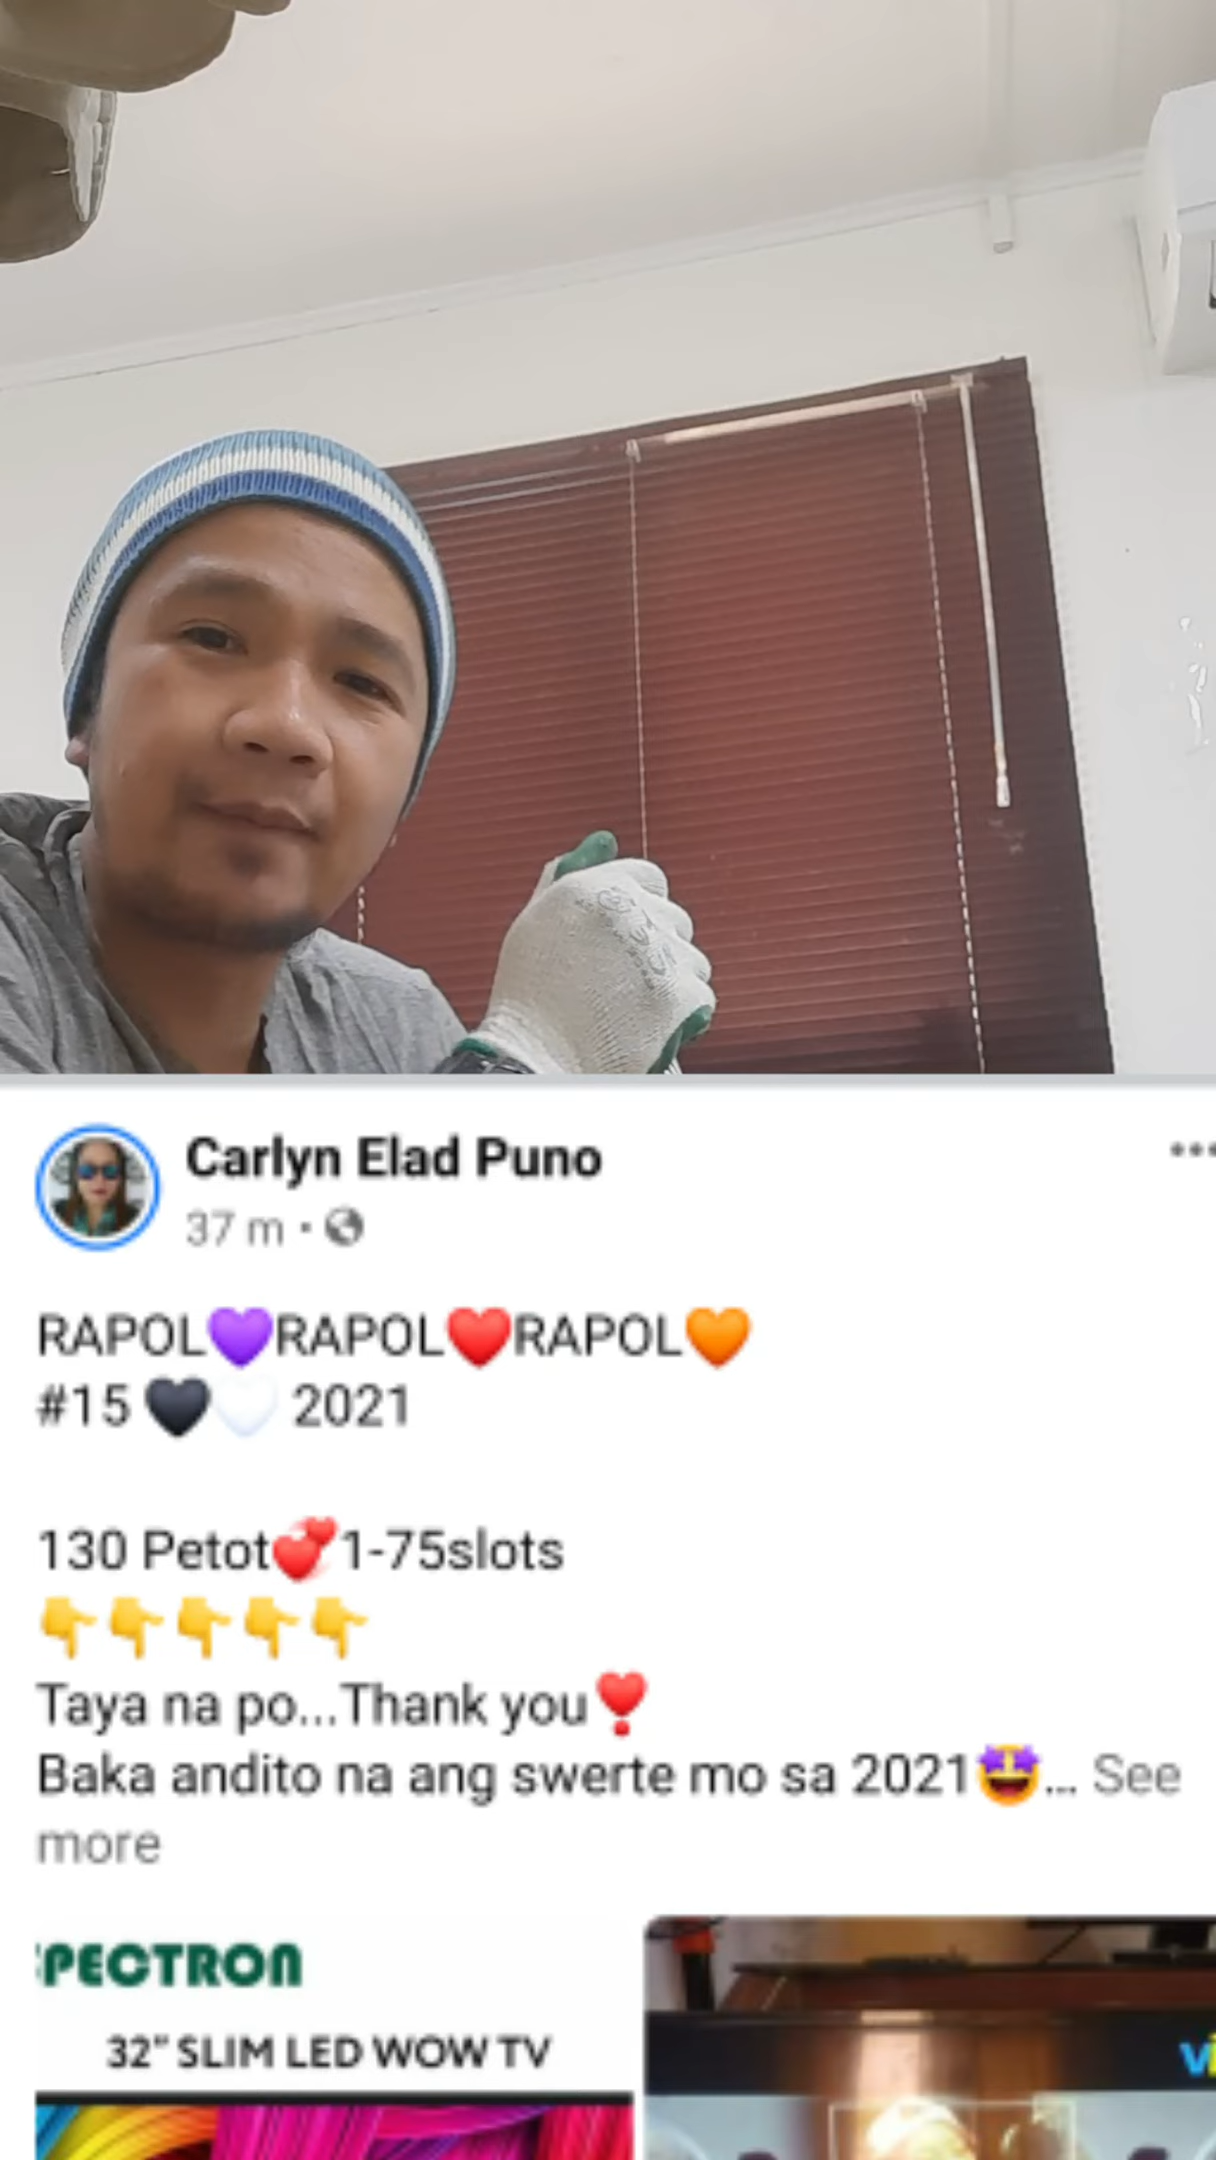 Carlyn Elad Puno
37 m ·
RAPOL💜RAPOL❤️RAPOL🧡
#15 🖤🤍 2021
130 Petot💞1-75slots
👇👇👇👇👇
Taya na po...Thank you❣️
Baka andito na ang swerte mo sa 2021🤩... See
more
PECTRON
32" SLIM LED WOW TV